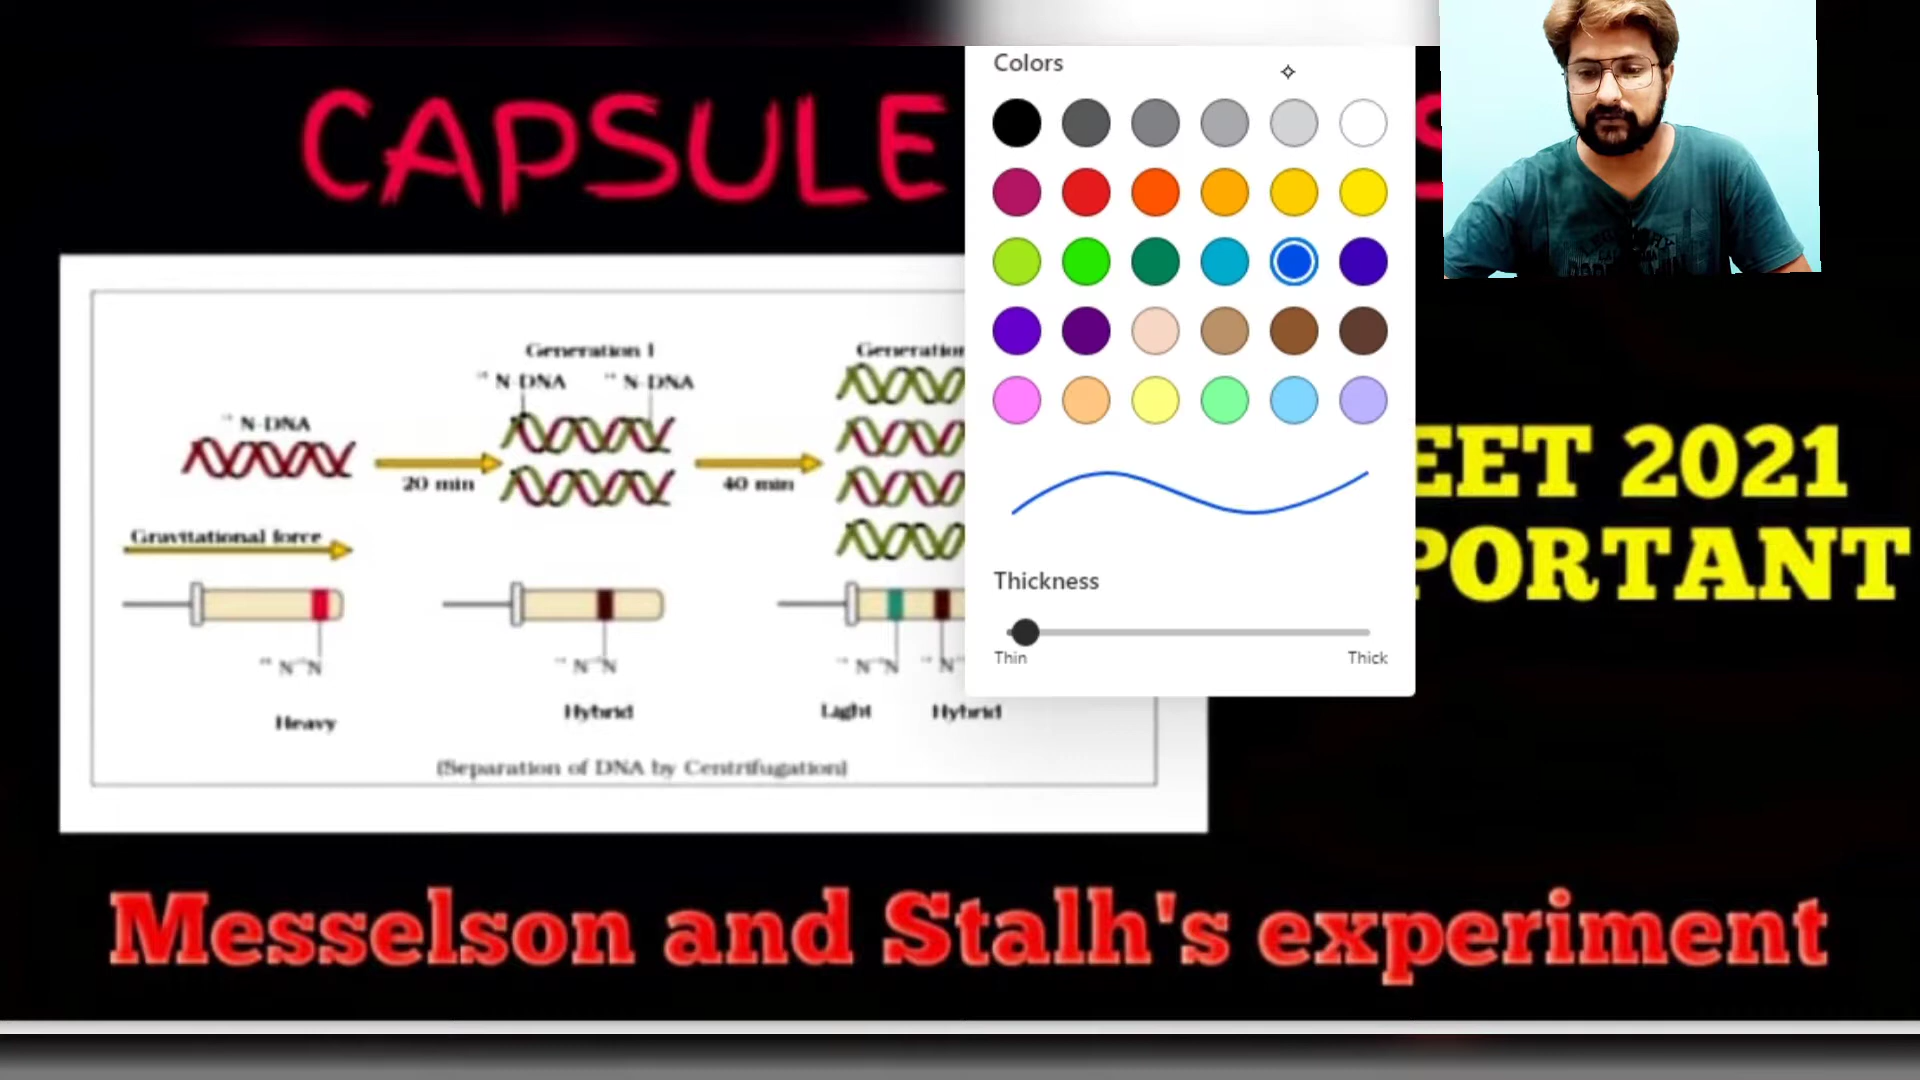 Colors
CAPSULE
S
Generation I
Generation
N-DNA N-DNA
N-DNA
20 min
40 min
Gravitational force
N N
N N
N N
N
Heavy
Hybrid
Light
Hybrid
(Separation of DNA by Centrifugation)
Thickness
Thin
Thick
EET 2021
PORTANT
Messelson and Stalh's experiment